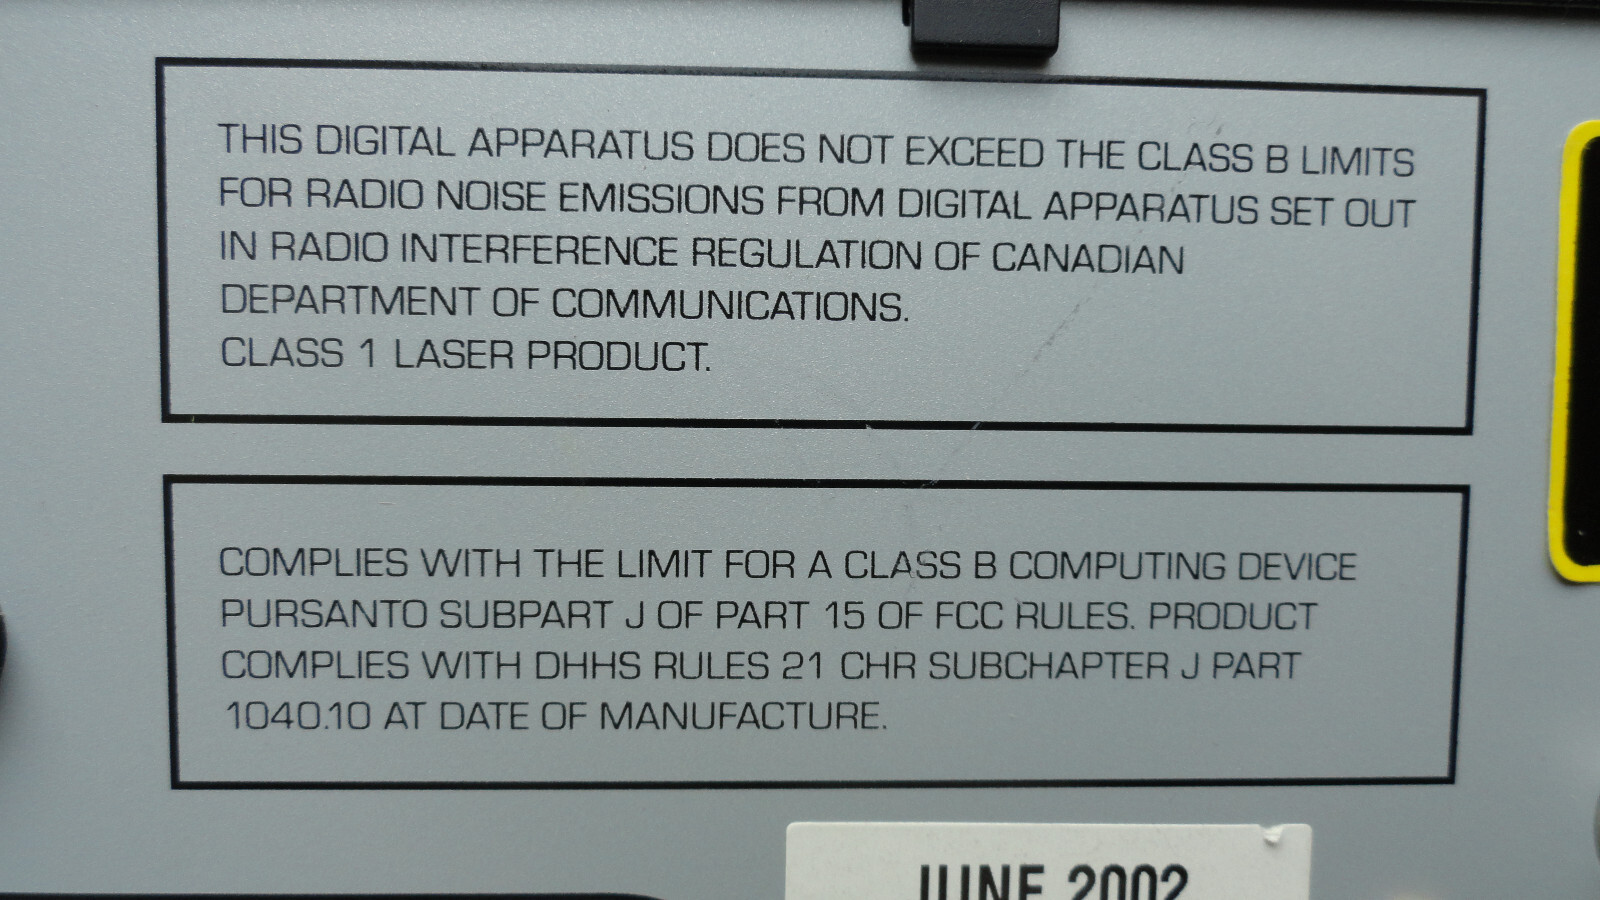 THIS DIGITAL APPARATUS DOES NOT EXCEED THE CLASS B LIMITS
FOR RADIO NOISE EMISSIONS FROM DIGITAL APPARATUS SET OUT
IN RADIO INTERFERENCE REGULATION OF CANADIAN
DEPARTMENT OF COMMUNICATIONS.
CLASS 1 LASER PRODUCT.
COMPLIES WITH THE LIMIT FOR A CLASS B COMPUTING DEVICE
PURSANTO SUBPART J OF PART 15 OF FCC RULES. PRODUCT
COMPLIES WITH DHHS RULES 21 CHR SUBCHAPTER J PART
1040.10 AT DATE OF MANUFACTURE.
JUNE 2002